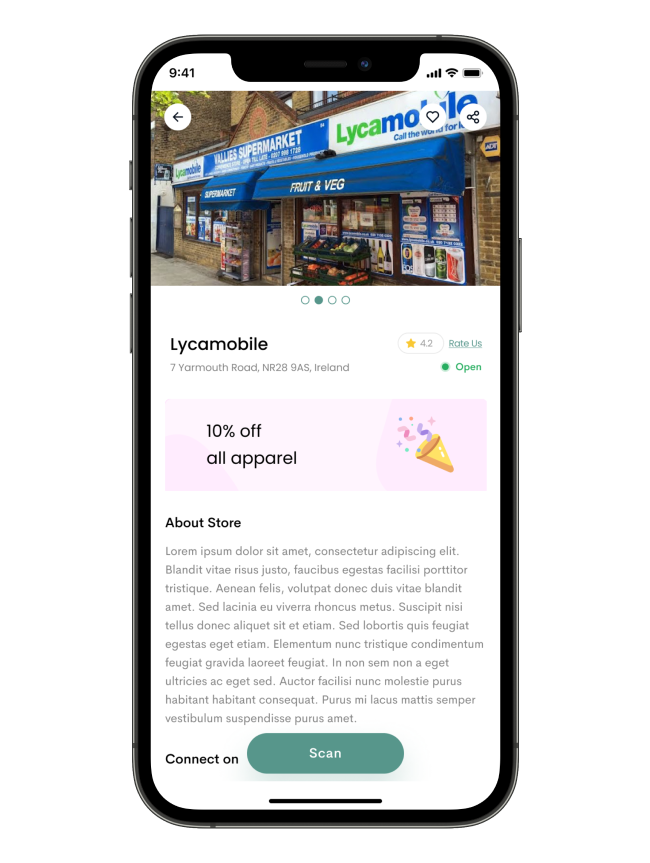 9:41
Lycamobile
Call the world for
VALLIES SUPERMARKET
Lycamobile
SUPERMARKET
FRUIT & VEG
ADT
Lycamobile
4.2
Rate Us
7 Yarmouth Road, NR28 9AS, Ireland
Open
10% off
all apparel
About Store
Lorem ipsum dolor sit amet, consectetur adipiscing elit.
Blandit vitae risus justo, faucibus egestas facilisi porttitor
tristique. Aenean felis, volutpat donec duis vitae blandit
amet. Sed lacinia eu viverra rhoncus metus. Suscipit nisi
tellus donec aliquet sit et etiam. Sed lobortis quis feugiat
egestas eget etiam. Elementum nunc tristique condimentum
feugiat gravida laoreet feugiat. In non sem non a eget
ultricies ac eget sed. Auctor facilisi nunc molestie purus
habitant habitant consequat. Purus mi lacus mattis semper
vestibulum suspendisse purus amet.
Connect on
Scan